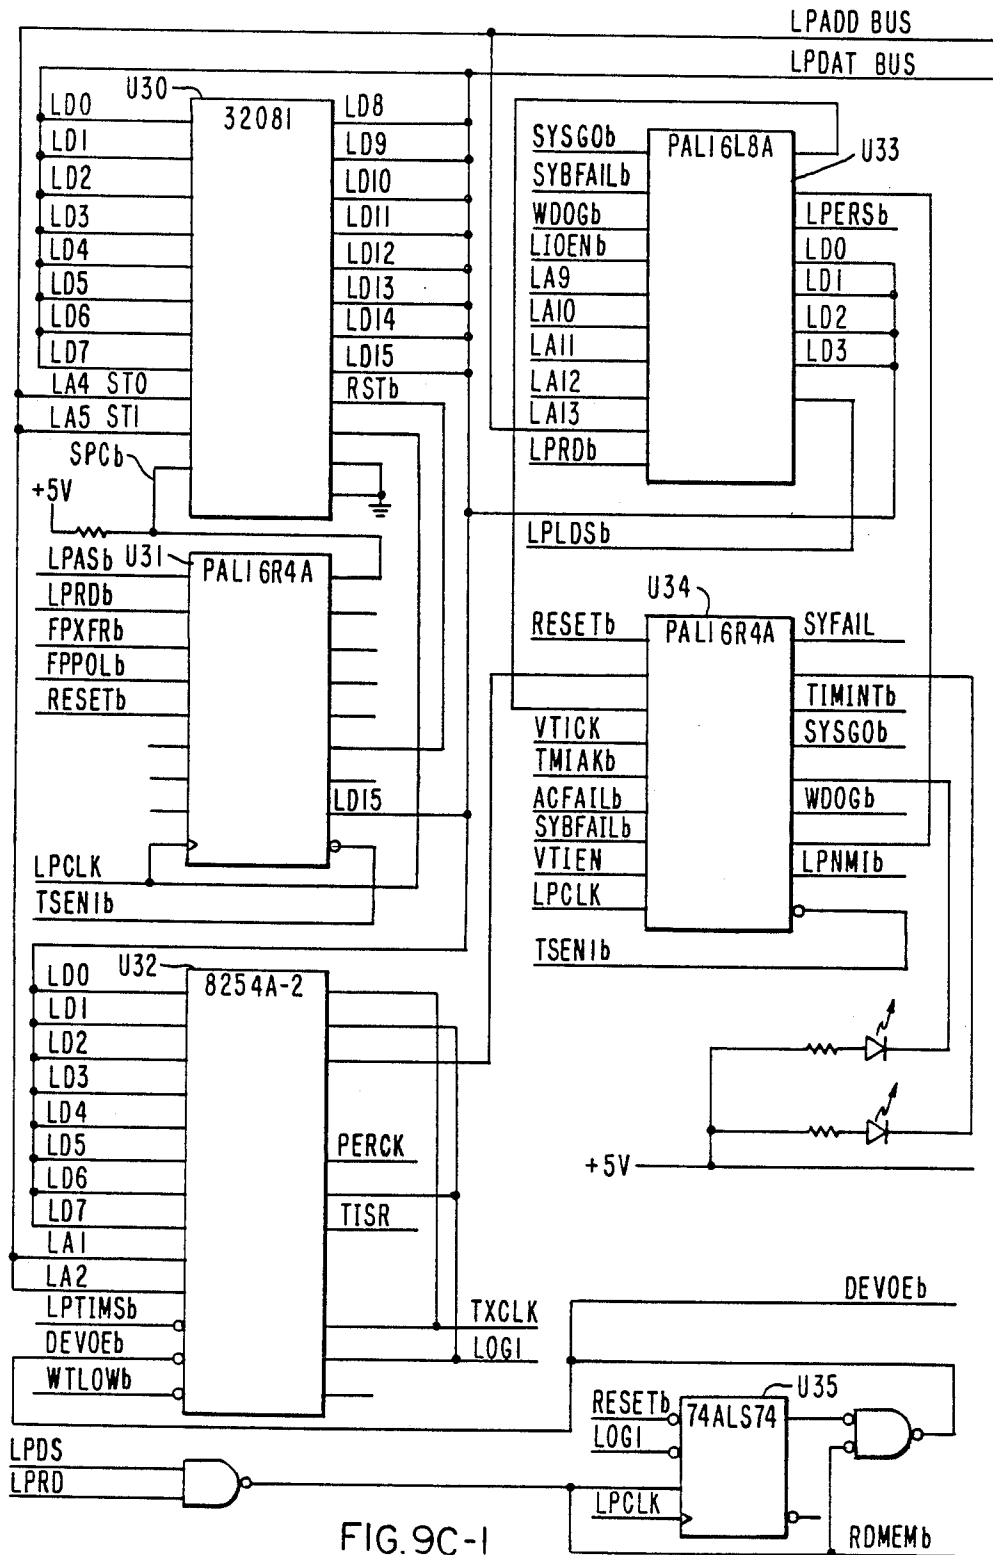 LPADD BUS
LPDAT BUS
U30
32081
LD0
LD1
LD2
LD3
LD4
LD5
LD6
LD7
LA4 ST0
LA5 ST1
SPCb
+5V
LD8
LD9
LD10
LD11
LD12
LD13
LD14
LD15
RSTb
U33
PAL16L8A
SYSGOb
SYBFAILb
WDOGb
LIOENb
LA9
LA10
LA11
LA12
LA13
LPRDb
LPERSb
LD0
LD1
LD2
LD3
LPLDSb
U31
PAL16R4A
LPASb
LPRDb
FPXFRb
FPPOLb
RESETb
LD15
LPCLK
TSEN1b
U34
PAL16R4A
RESETb
VTICK
TMIAKb
ACFAILb
SYBFAILb
VTIEN
LPCLK
TSEN1b
SYFAIL
TIMINTb
SYSGOb
WDOGb
LPNMIb
U32
8254A-2
LD0
LD1
LD2
LD3
LD4
LD5
LD6
LD7
LA1
LA2
LPTIMSb
DEVOEb
WTLOWb
PERCK
TISR
TXCLK
LOG1
+5V
DEVOEb
U35
74ALS74
RESETb
LOG1
LPCLK
LPDS
LPRD
RDMEMb
FIG.9C-1